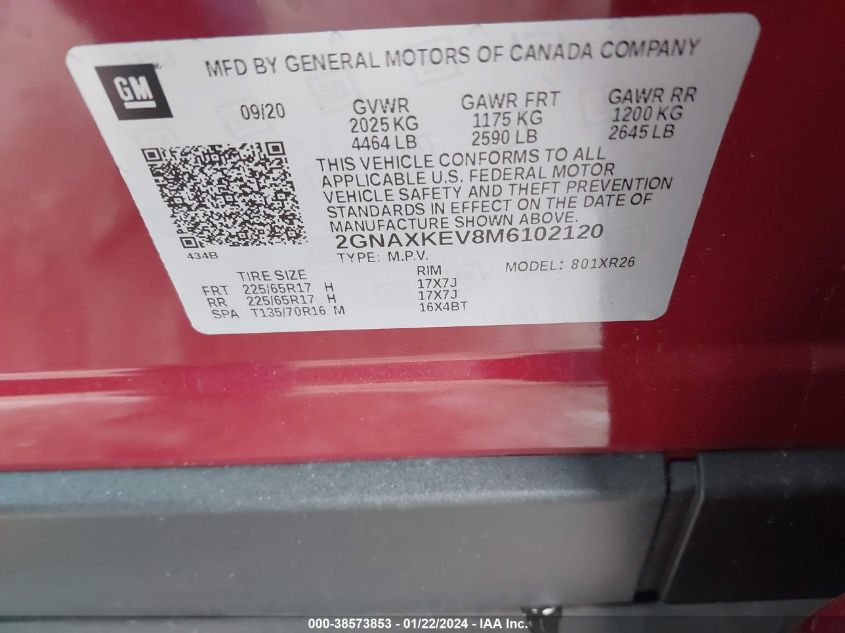 GM
MFD BY GENERAL MOTORS OF CANADA COMPANY
09/20
GVWR
2025 KG
4464 LB
GAWR FRT
1175 KG
2590 LB
GAWR RR
1200 KG
2645 LB
THIS VEHICLE CONFORMS TO ALL
APPLICABLE U.S. FEDERAL MOTOR
VEHICLE SAFETY AND THEFT PREVENTION
STANDARDS IN EFFECT ON THE DATE OF
MANUFACTURE SHOWN ABOVE.
434B
2GNAXKEV8M6102120
TYPE: M.P.V. MODEL: 801XR26
TIRE SIZE RIM
FRT 225/65R17 H 17X7J
RR 225/65R17 H 17X7J
SPA T135/70R16 M 16X4BT
000-38573853 - 01/22/2024 - IAA Inc.